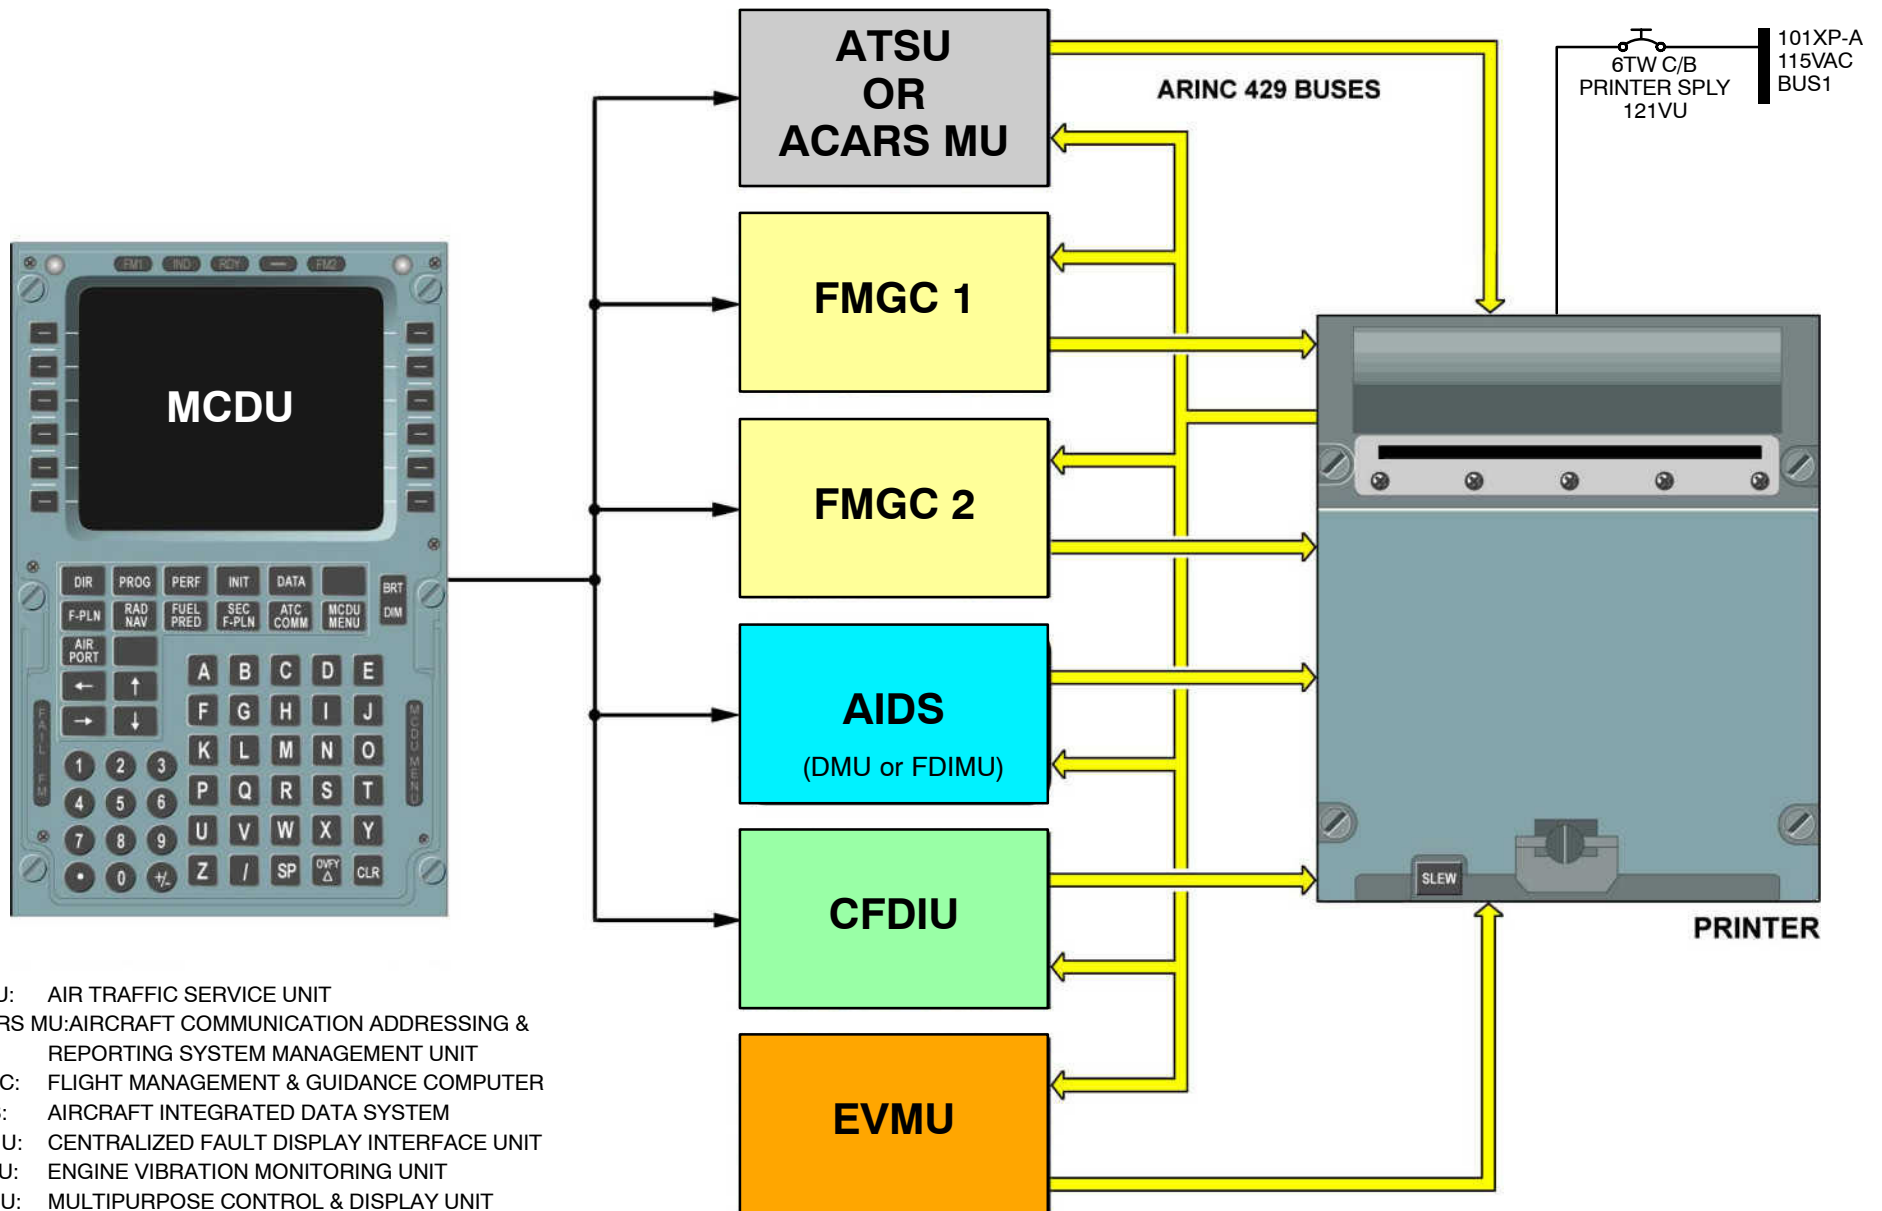 ATSU
OR
ACARS MU
ARINC 429 BUSES
6TW C/B
PRINTER SPLY
121VU
101XP-A
115VAC
BUS1
FMGC 1
FMGC 2
AIDS
(DMU or FDIMU)
CFDIU
EVMU
FM1 IND RDY FM2
MCDU
DIR PROG PERF INIT DATA
BRT
DIM
F-PLN RAD NAV FUEL PRED SEC F-PLN ATC COMM MCDU MENU
AIR PORT
← ↑
→ ↓
A B C D E
F G H I J
K L M N O
P Q R S T
U V W X Y
Z / SP OVFY Δ CLR
1 2 3
4 5 6
7 8 9
• 0 +/-
FAIL FM
MCDU MENU
SLEW
PRINTER
U: AIR TRAFFIC SERVICE UNIT
RS MU:AIRCRAFT COMMUNICATION ADDRESSING &
REPORTING SYSTEM MANAGEMENT UNIT
C: FLIGHT MANAGEMENT & GUIDANCE COMPUTER
S: AIRCRAFT INTEGRATED DATA SYSTEM
U: CENTRALIZED FAULT DISPLAY INTERFACE UNIT
U: ENGINE VIBRATION MONITORING UNIT
U: MULTIPURPOSE CONTROL & DISPLAY UNIT